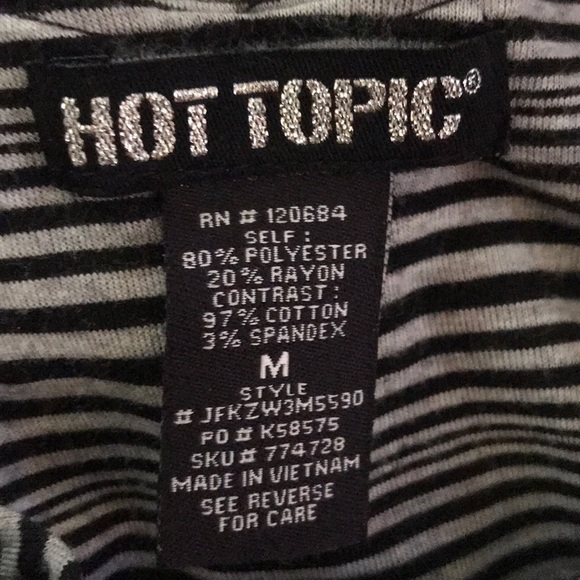 HOT TOPIC®
RN # 120684
SELF :
80% POLYESTER
20% RAYON
CONTRAST :
97% COTTON
3% SPANDEX
M
STYLE
# JFKZW3M5590
PO # K58575
SKU # 774728
MADE IN VIETNAM
SEE REVERSE
FOR CARE